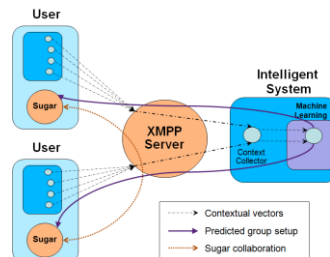 User
Sugar
User
Sugar
XMPP
Server
Intelligent
System
Machine
Learning
Context
Collector
Contextual vectors
Predicted group setup
Sugar collaboration